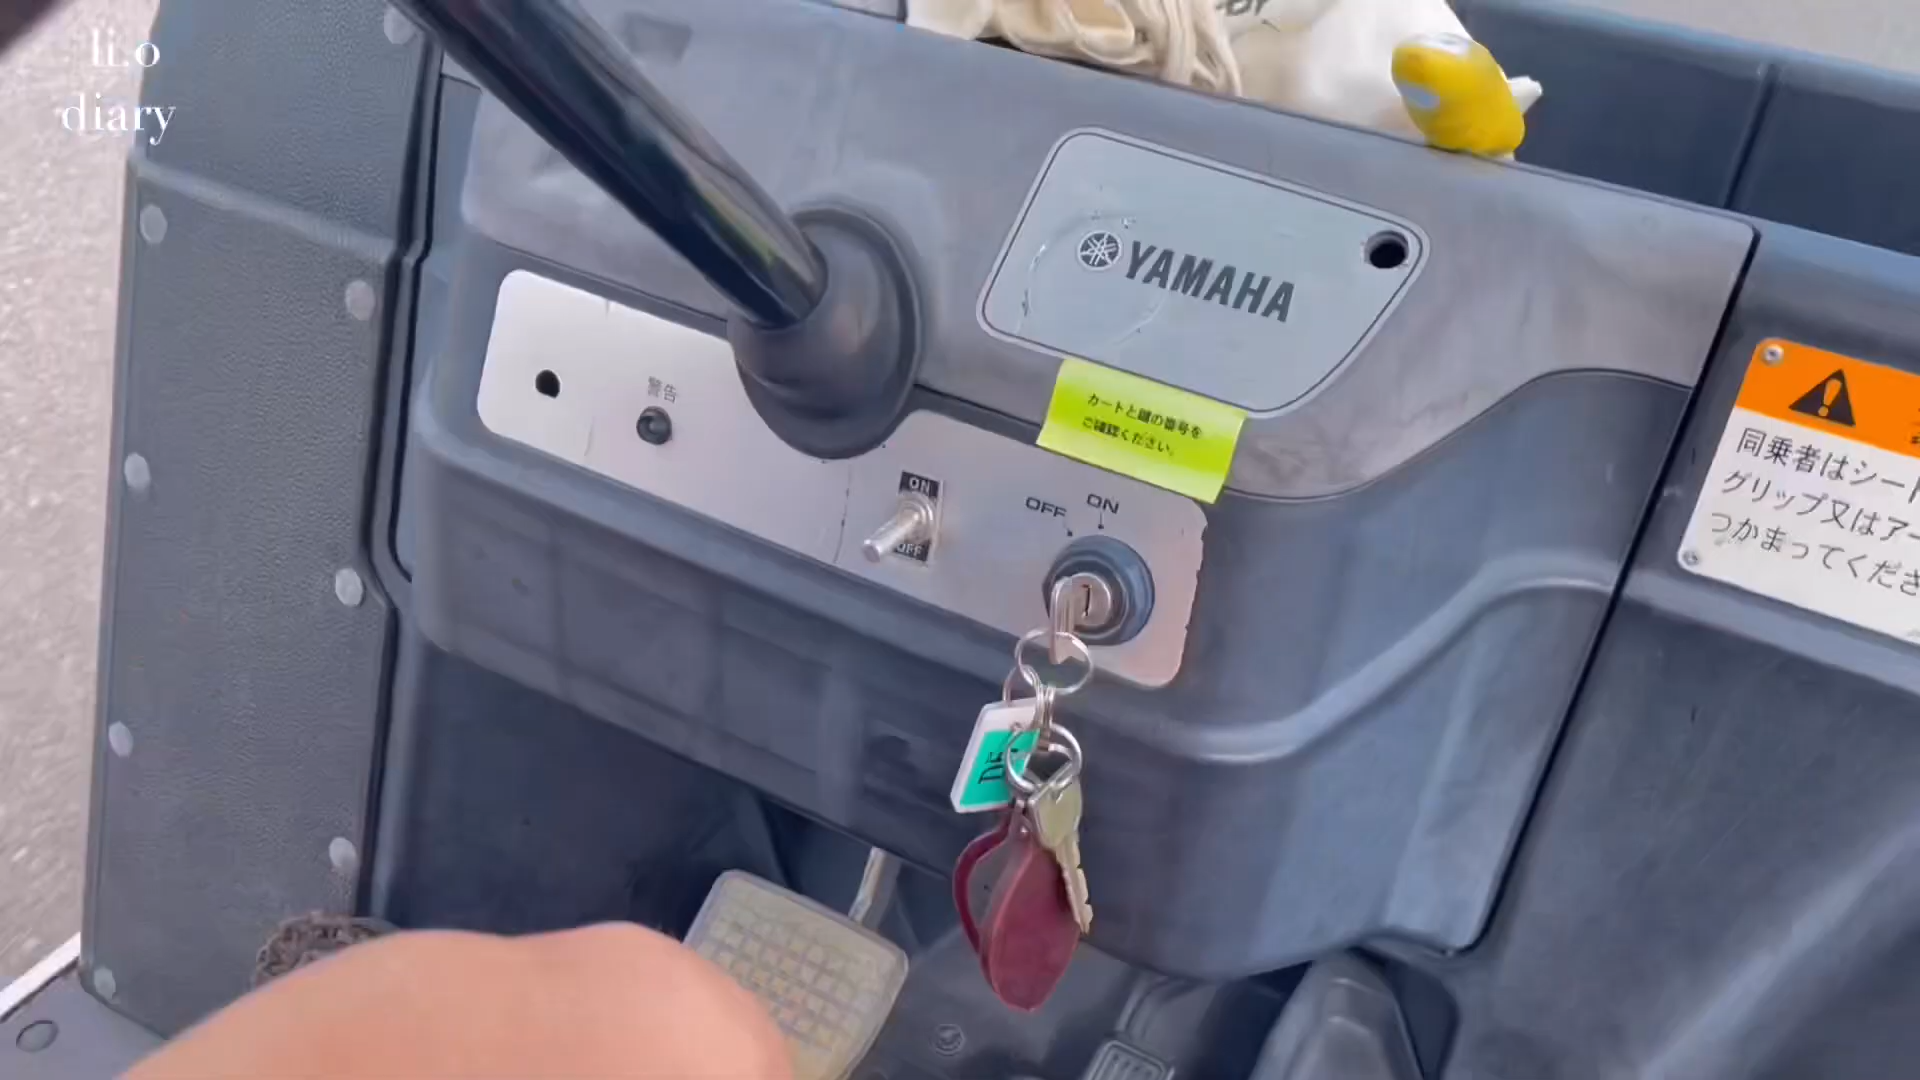 li.o
diary
YAMAHA
警告
カートと鍵の番号を
ご確認ください。
ON
OFF
OFF
ON
同乗者はシート
グリップ又はアー
つかまってくださ